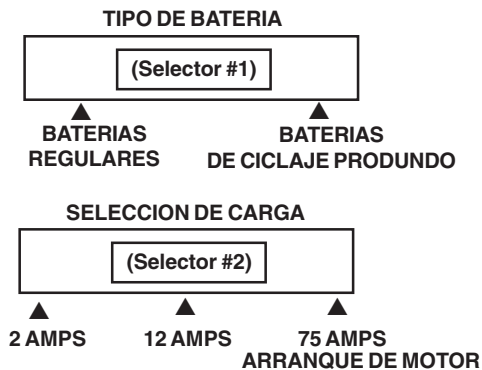 TIPO DE BATERIA
(Selector #1)
BATERIAS
REGULARES
BATERIAS
DE CICLAJE PRODUNDO
SELECCION DE CARGA
(Selector #2)
2 AMPS
12 AMPS
75 AMPS
ARRANQUE DE MOTOR